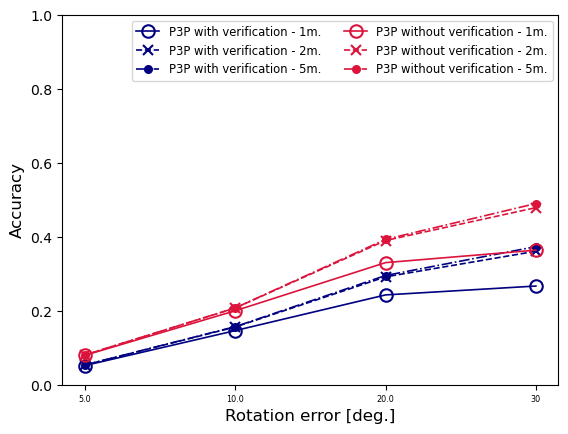 1.0
0.8
0.6
0.4
0.2
0.0
Accuracy
P3P with verification - 1m.
P3P with verification - 2m.
P3P with verification - 5m.
P3P without verification - 1m.
P3P without verification - 2m.
P3P without verification - 5m.
5.0 10.0 20.0 30
Rotation error [deg.]